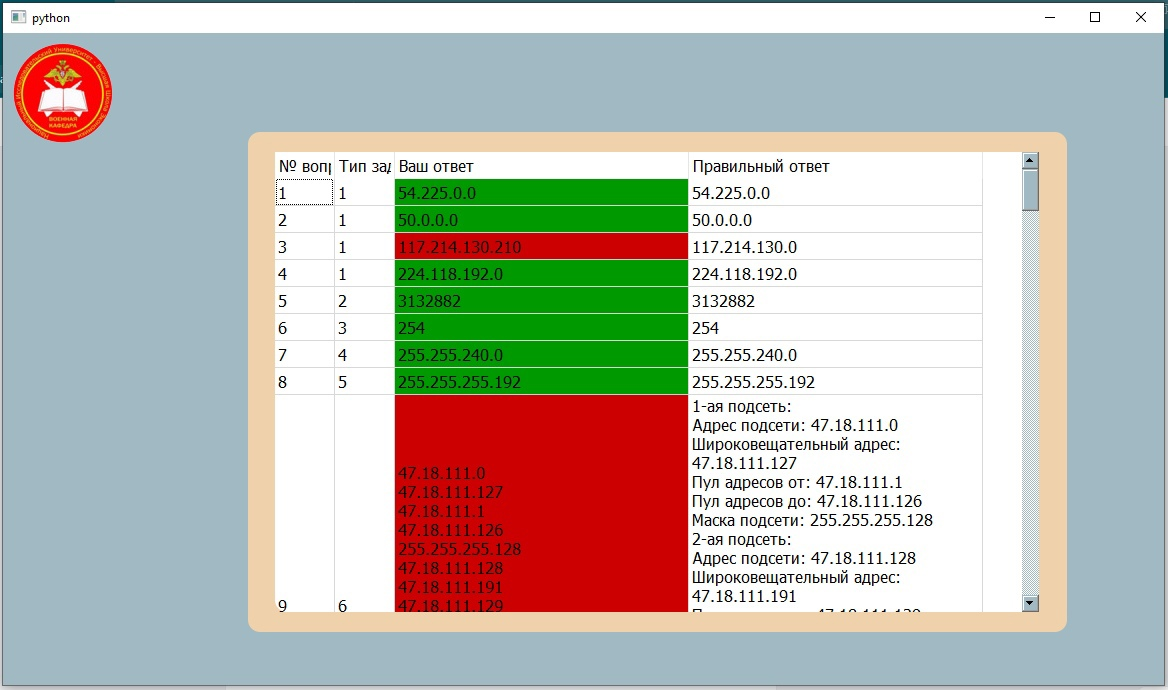 python
Национальный Исследовательский Университет - Высшая Школа Экономики
ВОЕННАЯ
КАФЕДРА
№ вопр Тип зад Ваш ответ Правильный ответ
1 1 54.225.0.0 54.225.0.0
2 1 50.0.0.0 50.0.0.0
3 1 117.214.130.210 117.214.130.0
4 1 224.118.192.0 224.118.192.0
5 2 3132882 3132882
6 3 254 254
7 4 255.255.240.0 255.255.240.0
8 5 255.255.255.192 255.255.255.192
9 6
47.18.111.0
47.18.111.127
47.18.111.1
47.18.111.126
255.255.255.128
47.18.111.128
47.18.111.191
47.18.111.129
1-ая подсеть:
Адрес подсети: 47.18.111.0
Широковещательный адрес:
47.18.111.127
Пул адресов от: 47.18.111.1
Пул адресов до: 47.18.111.126
Маска подсети: 255.255.255.128
2-ая подсеть:
Адрес подсети: 47.18.111.128
Широковещательный адрес:
47.18.111.191